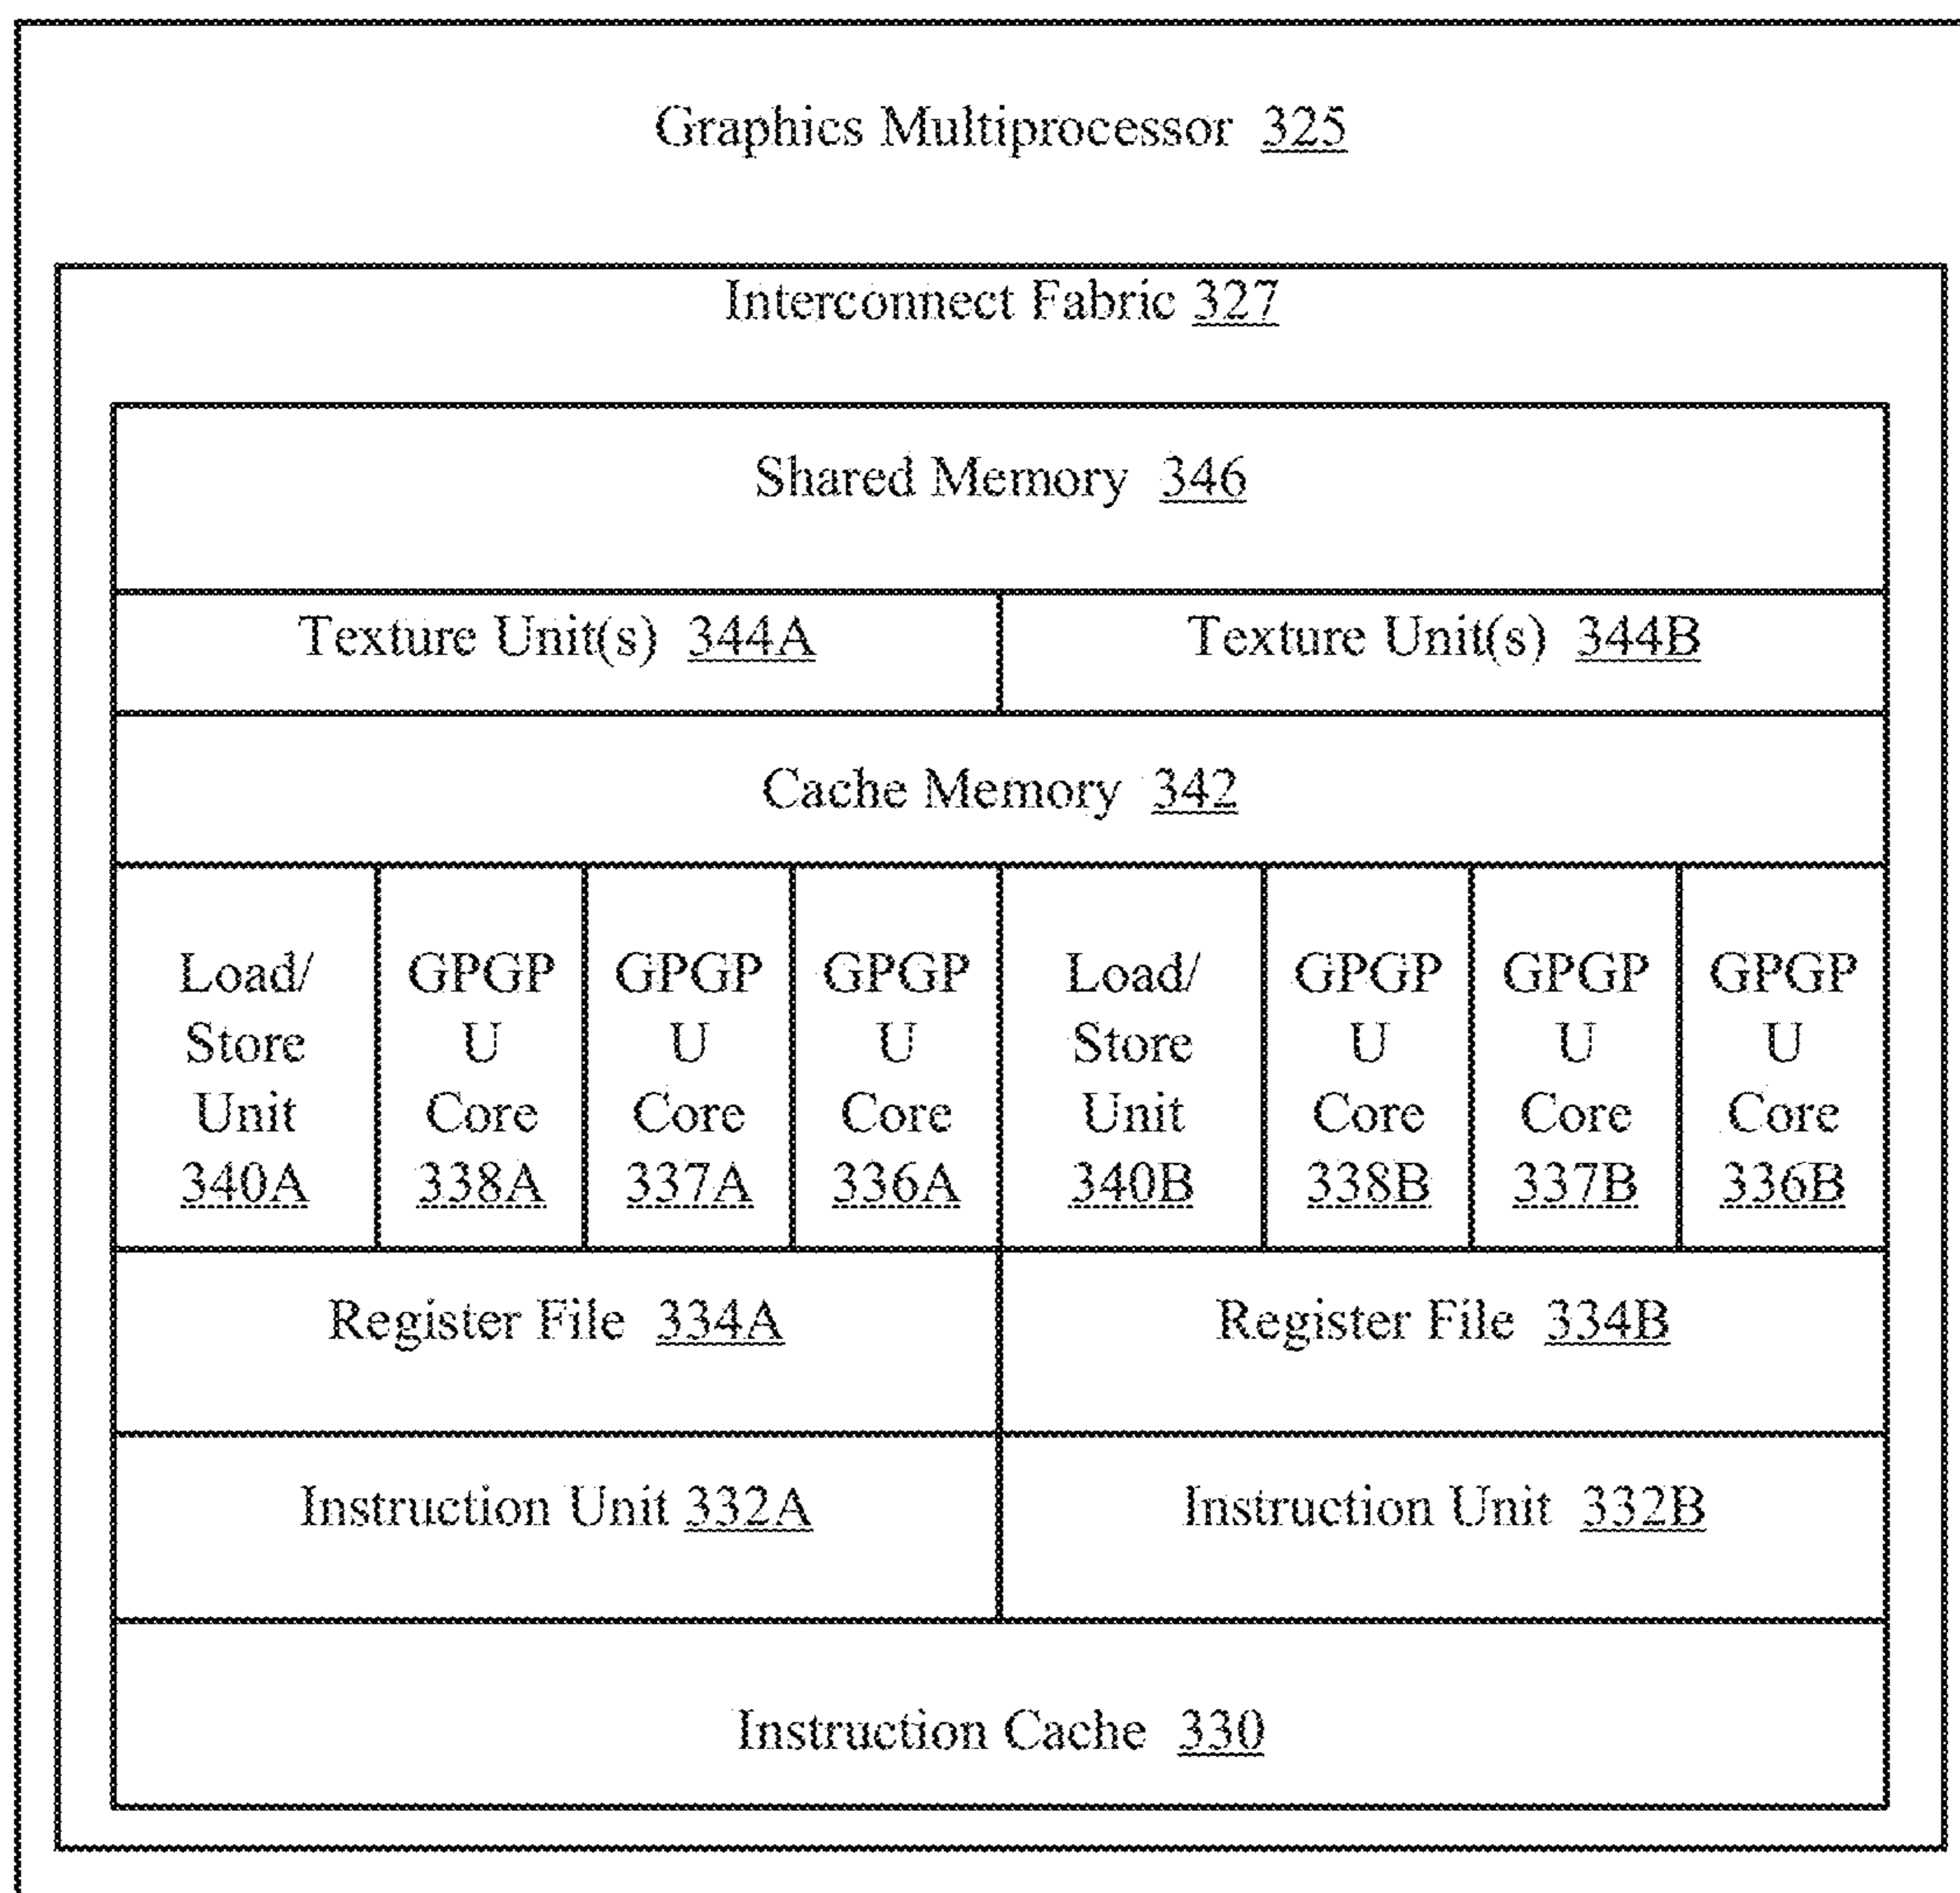 Graphics Multiprocessor 325
Interconnect Fabric 327
Shared Memory 346
Texture Unit(s) 344A
Texture Unit(s) 344B
Cache Memory 342
Load/
Store
Unit
340A
GPGP
U
Core
338A
GPGP
U
Core
337A
GPGP
U
Core
336A
Load/
Store
Unit
340B
GPGP
U
Core
338B
GPGP
U
Core
337B
GPGP
U
Core
336B
Register File 334A
Register File 334B
Instruction Unit 332A
Instruction Unit 332B
Instruction Cache 330